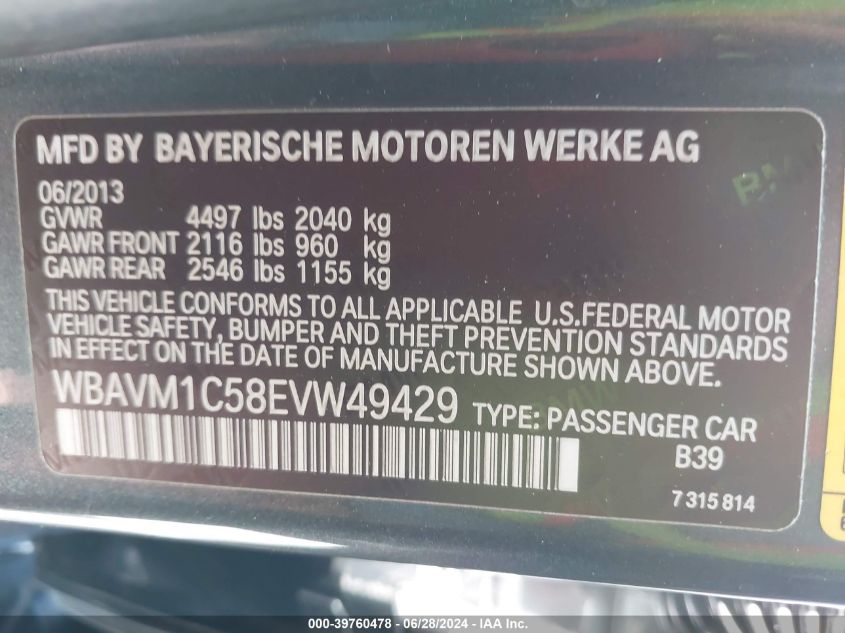 MFD BY BAYERISCHE MOTOREN WERKE AG
06/2013
GVWR 4497 lbs 2040 kg
GAWR FRONT 2116 lbs 960 kg
GAWR REAR 2546 lbs 1155 kg
THIS VEHICLE CONFORMS TO ALL APPLICABLE U.S.FEDERAL MOTOR
VEHICLE SAFETY, BUMPER AND THEFT PREVENTION STANDARDS
IN EFFECT ON THE DATE OF MANUFACTURE SHOWN ABOVE.
WBAVM1C58EVW49429 TYPE: PASSENGER CAR
B39
7 315 814
BMW
000-39760478 - 06/28/2024 - IAA Inc.